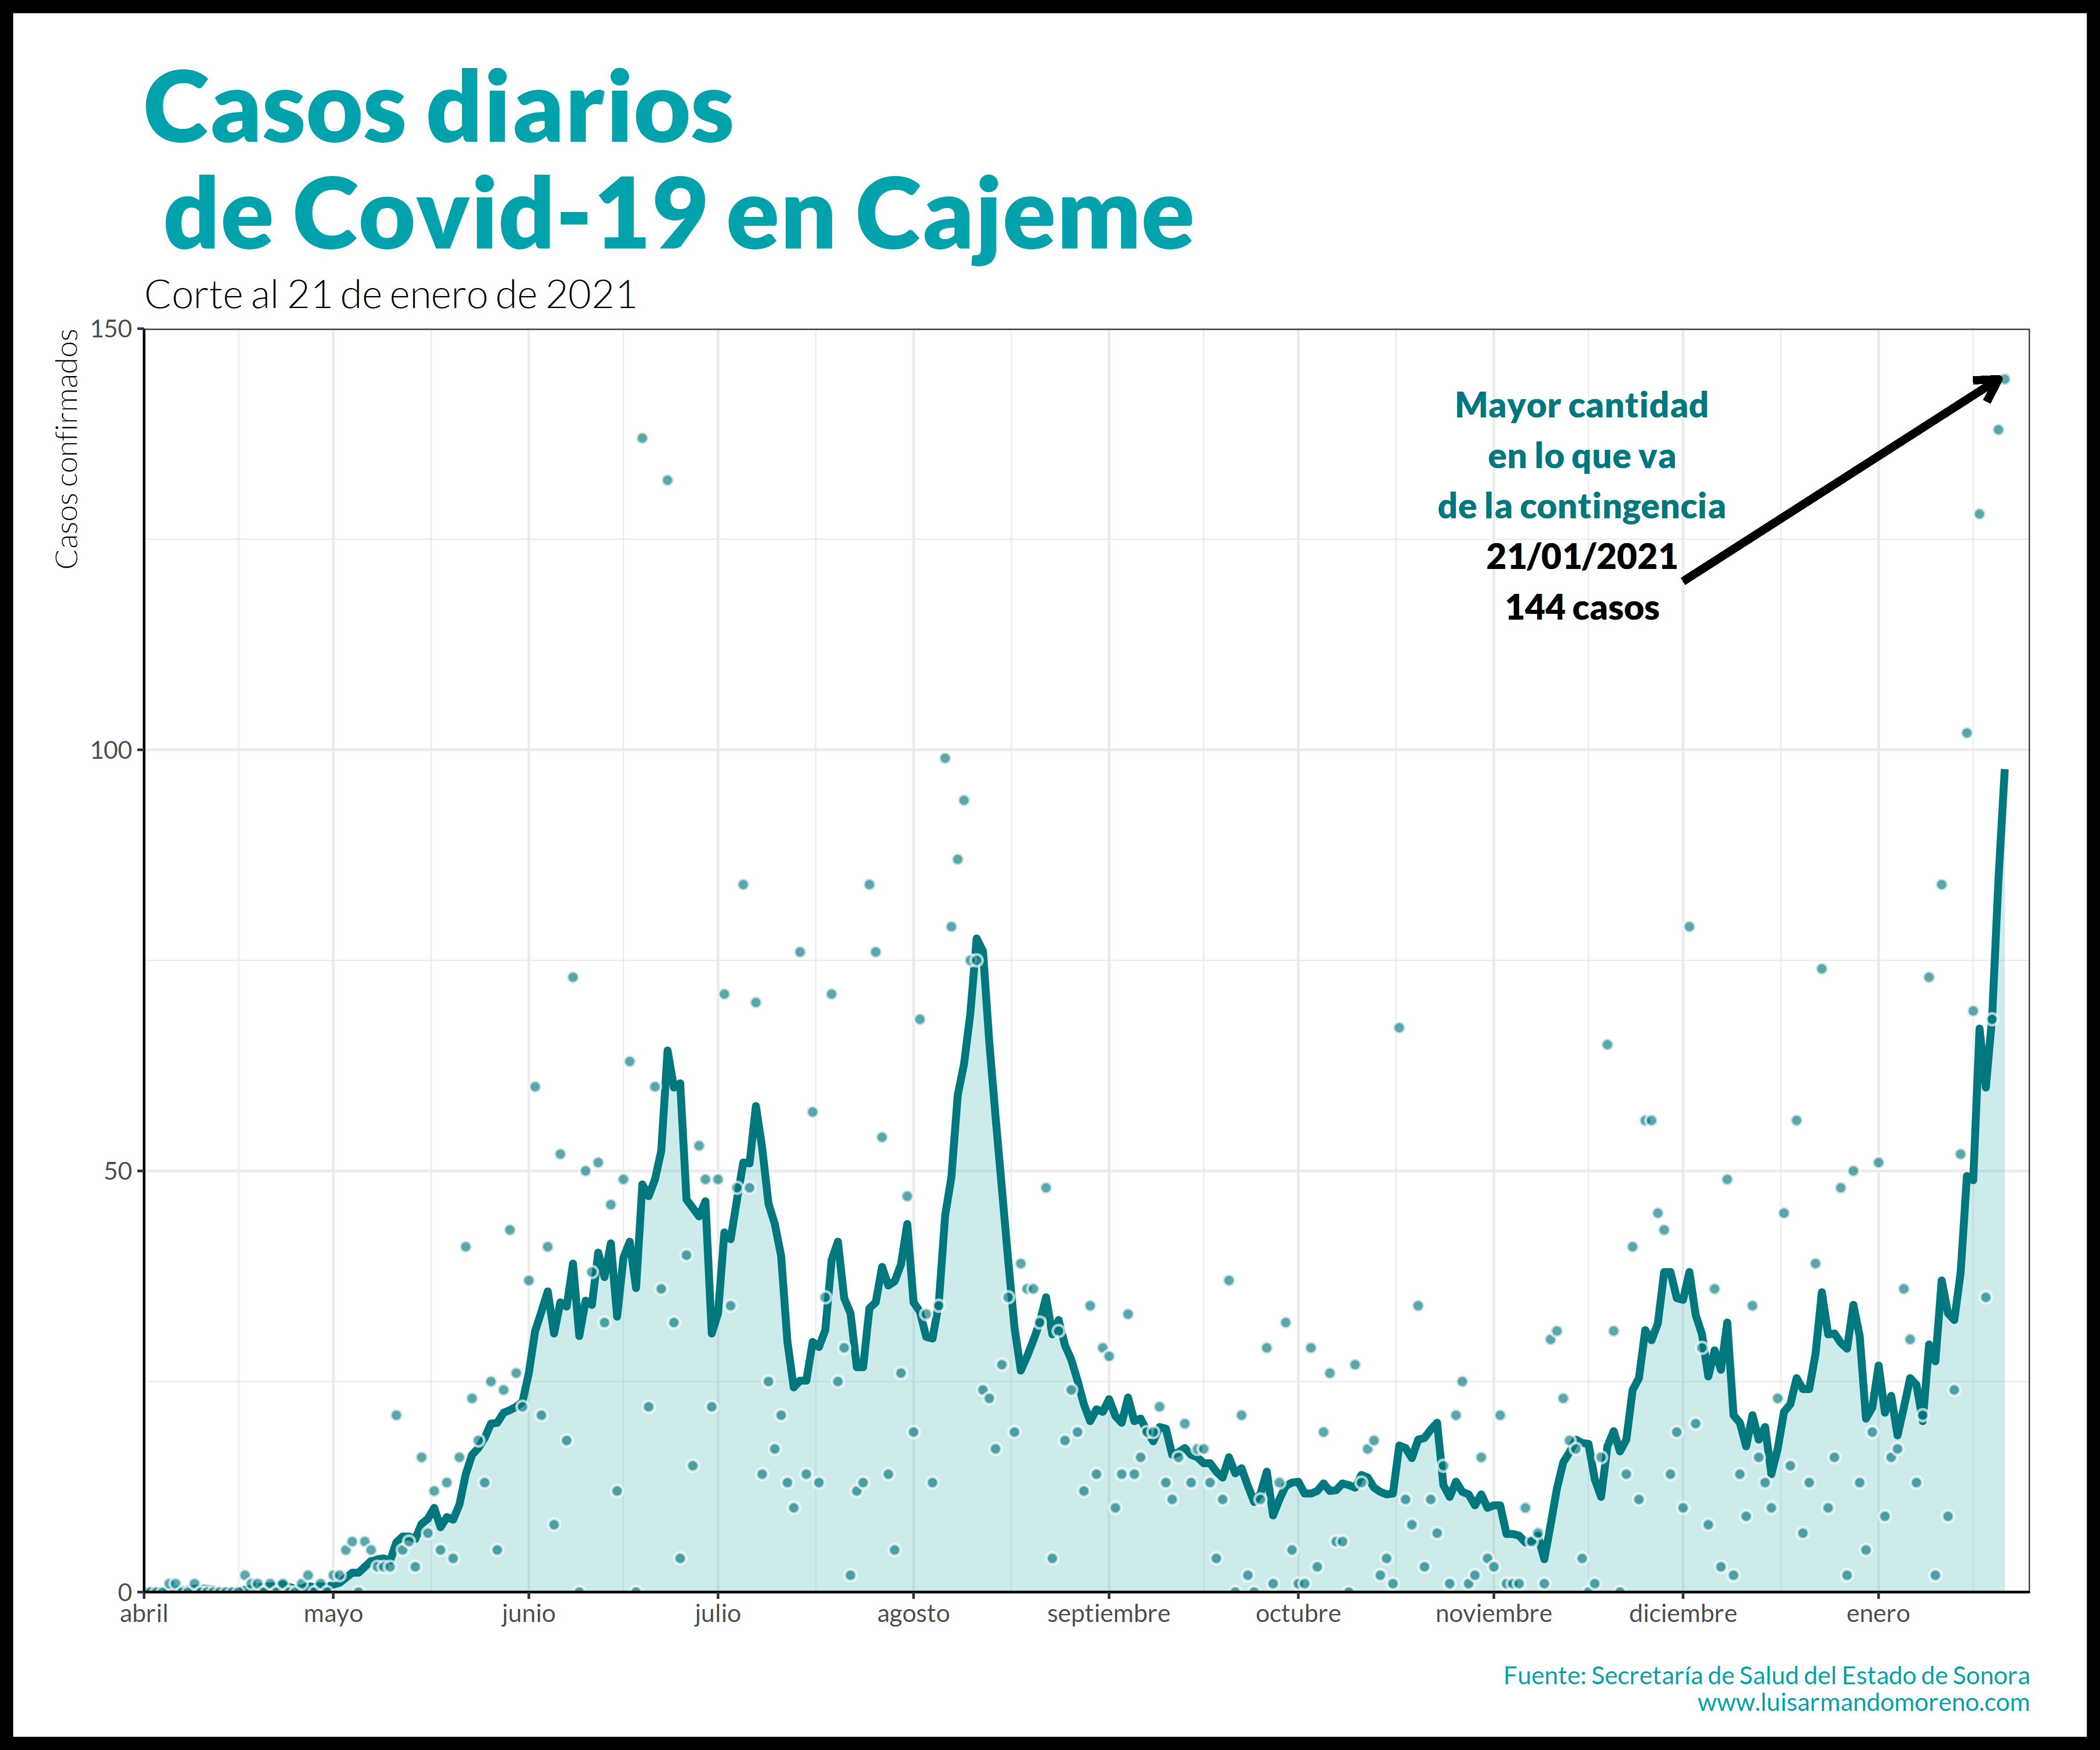 Casos diarios
de Covid-19 en Cajeme
Corte al 21 de enero de 2021
Casos confirmados
150
100
50
0
Mayor cantidad
en lo que va
de la contingencia
21/01/2021
144 casos
abril mayo junio julio agosto septiembre octubre noviembre diciembre enero
Fuente: Secretaría de Salud del Estado de Sonora
www.luisarmandomoreno.com